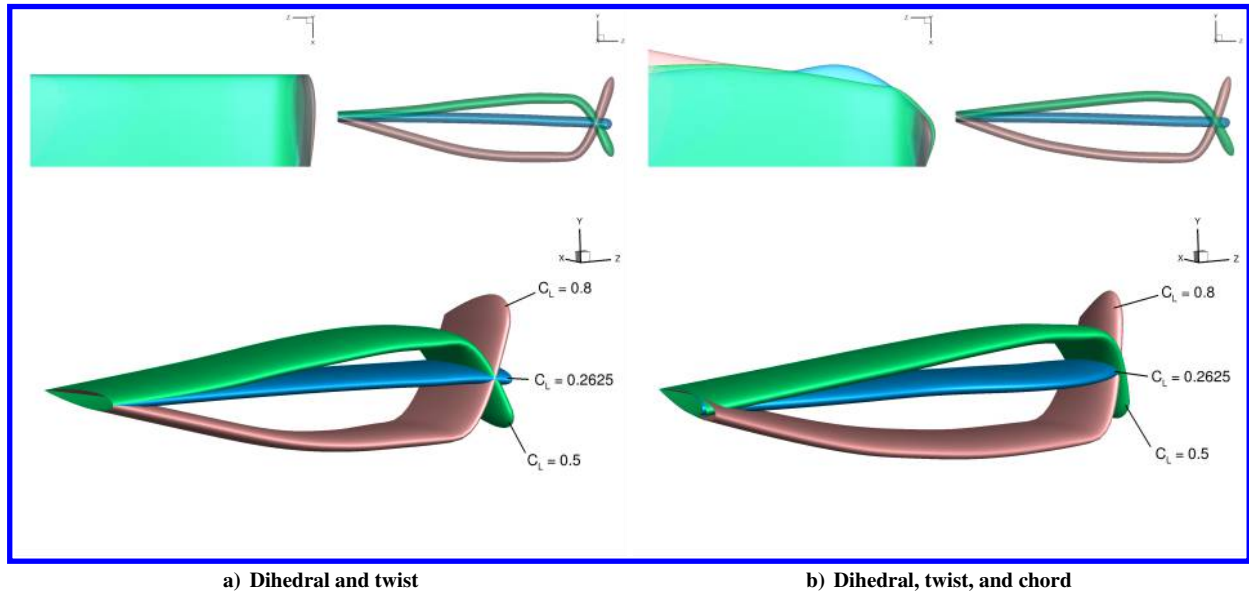 Z Y
X
Y
Z
Z Y
X
Y
Z
Y
X Z
C_L = 0.8
C_L = 0.2625
C_L = 0.5
Y
X Z
C_L = 0.8
C_L = 0.2625
C_L = 0.5
a) Dihedral and twist
b) Dihedral, twist, and chord